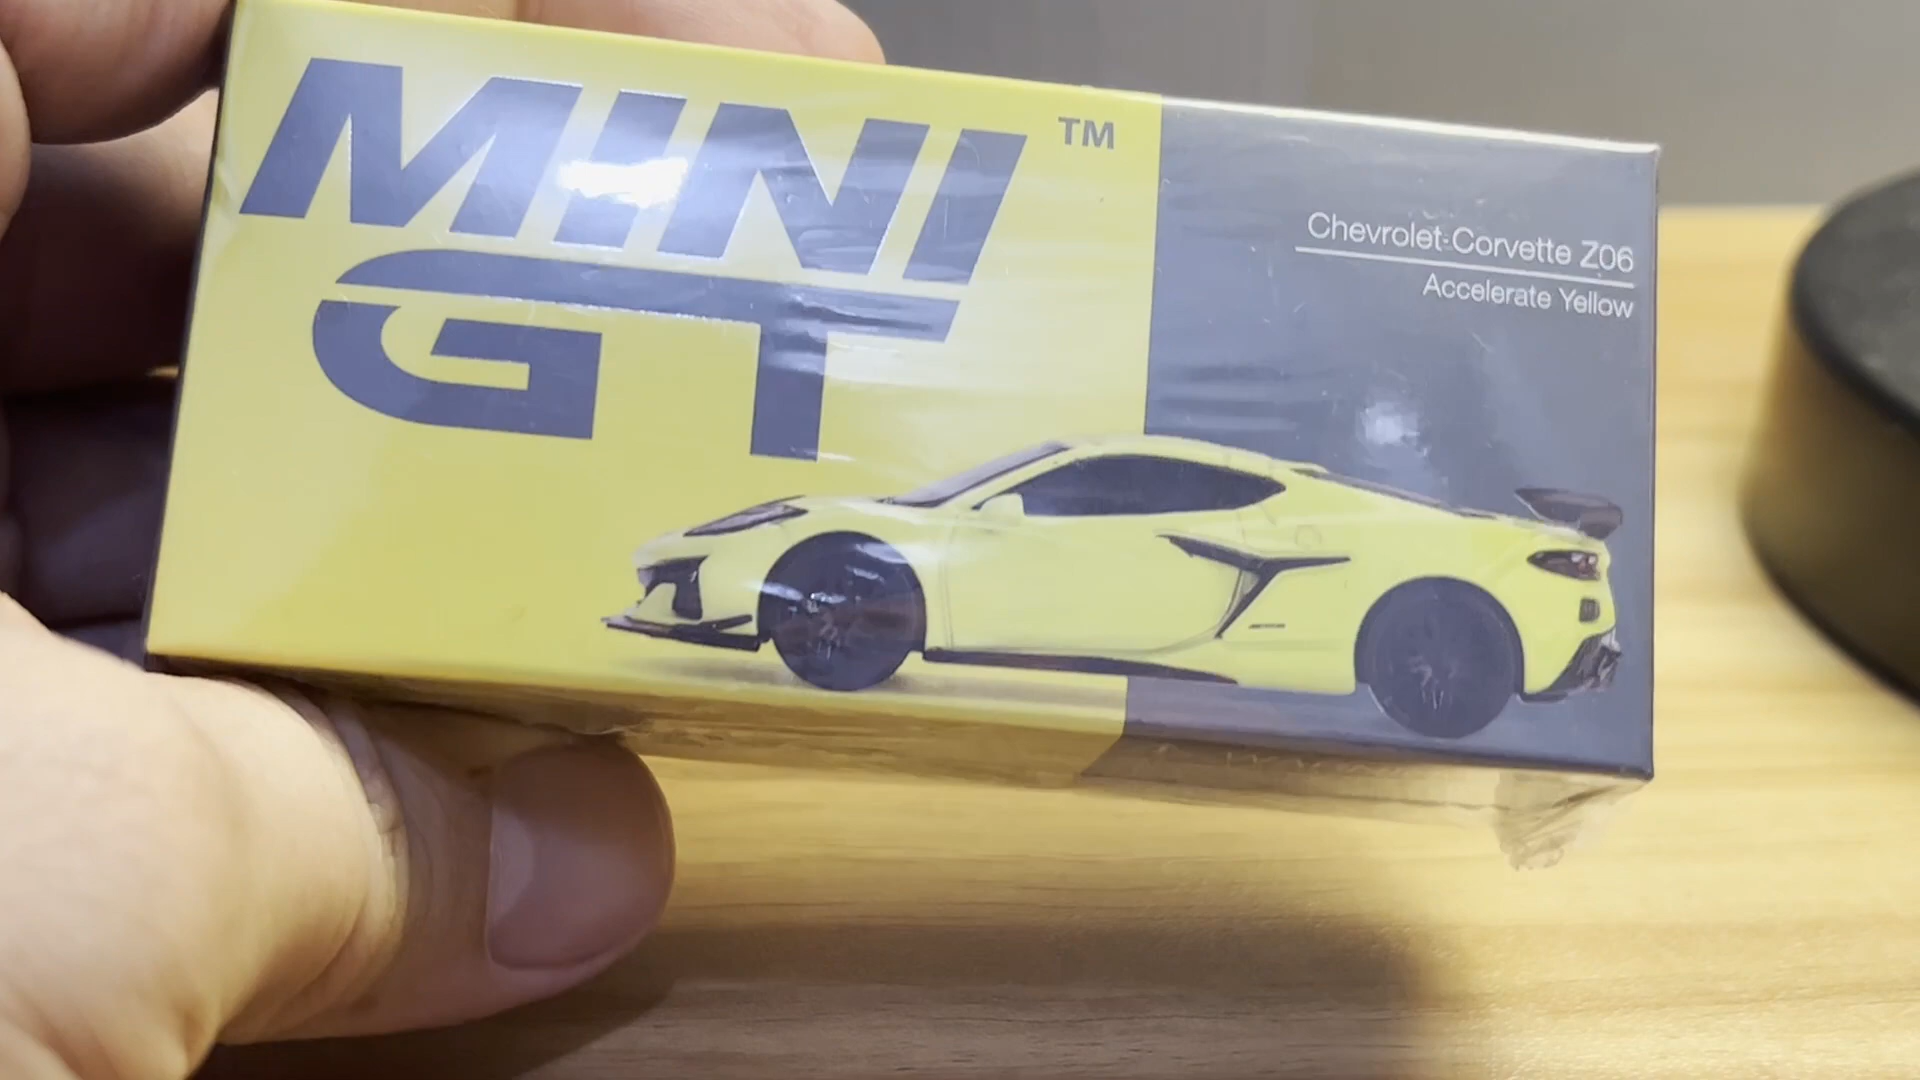 MINI
GT
TM
Chevrolet Corvette Z06
Accelerate Yellow